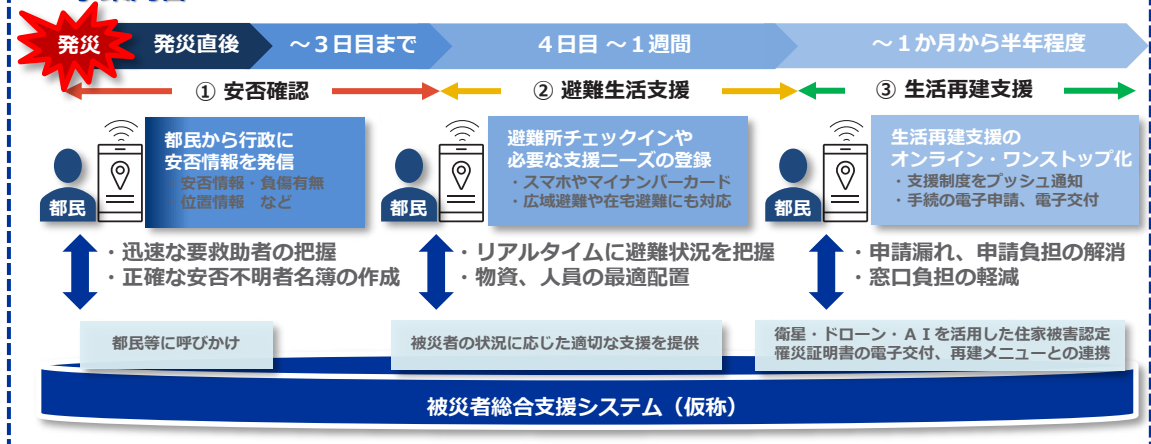 発災
発災直後
～３日目まで
４日目 ～１週間
～１か月から半年程度
① 安否確認
② 避難生活支援
③ 生活再建支援
都民
都民から行政に
安否情報を発信
・安否情報・負傷有無
位置情報　など
都民
避難所チェックインや
必要な支援ニーズの登録
・スマホやマイナンバーカード
・広域避難や在宅避難にも対応
都民
生活再建支援の
オンライン・ワンストップ化
・支援制度をプッシュ通知
・手続の電子申請、電子交付
・迅速な要救助者の把握
・正確な安否不明者名簿の作成
・リアルタイムに避難状況を把握
・物資、人員の最適配置
・申請漏れ、申請負担の解消
・窓口負担の軽減
都民等に呼びかけ
被災者の状況に応じた適切な支援を提供
衛星・ドローン・ＡＩを活用した住家被害認定
罹災証明書の電子交付、再建メニューとの連携
被災者総合支援システム（仮称）